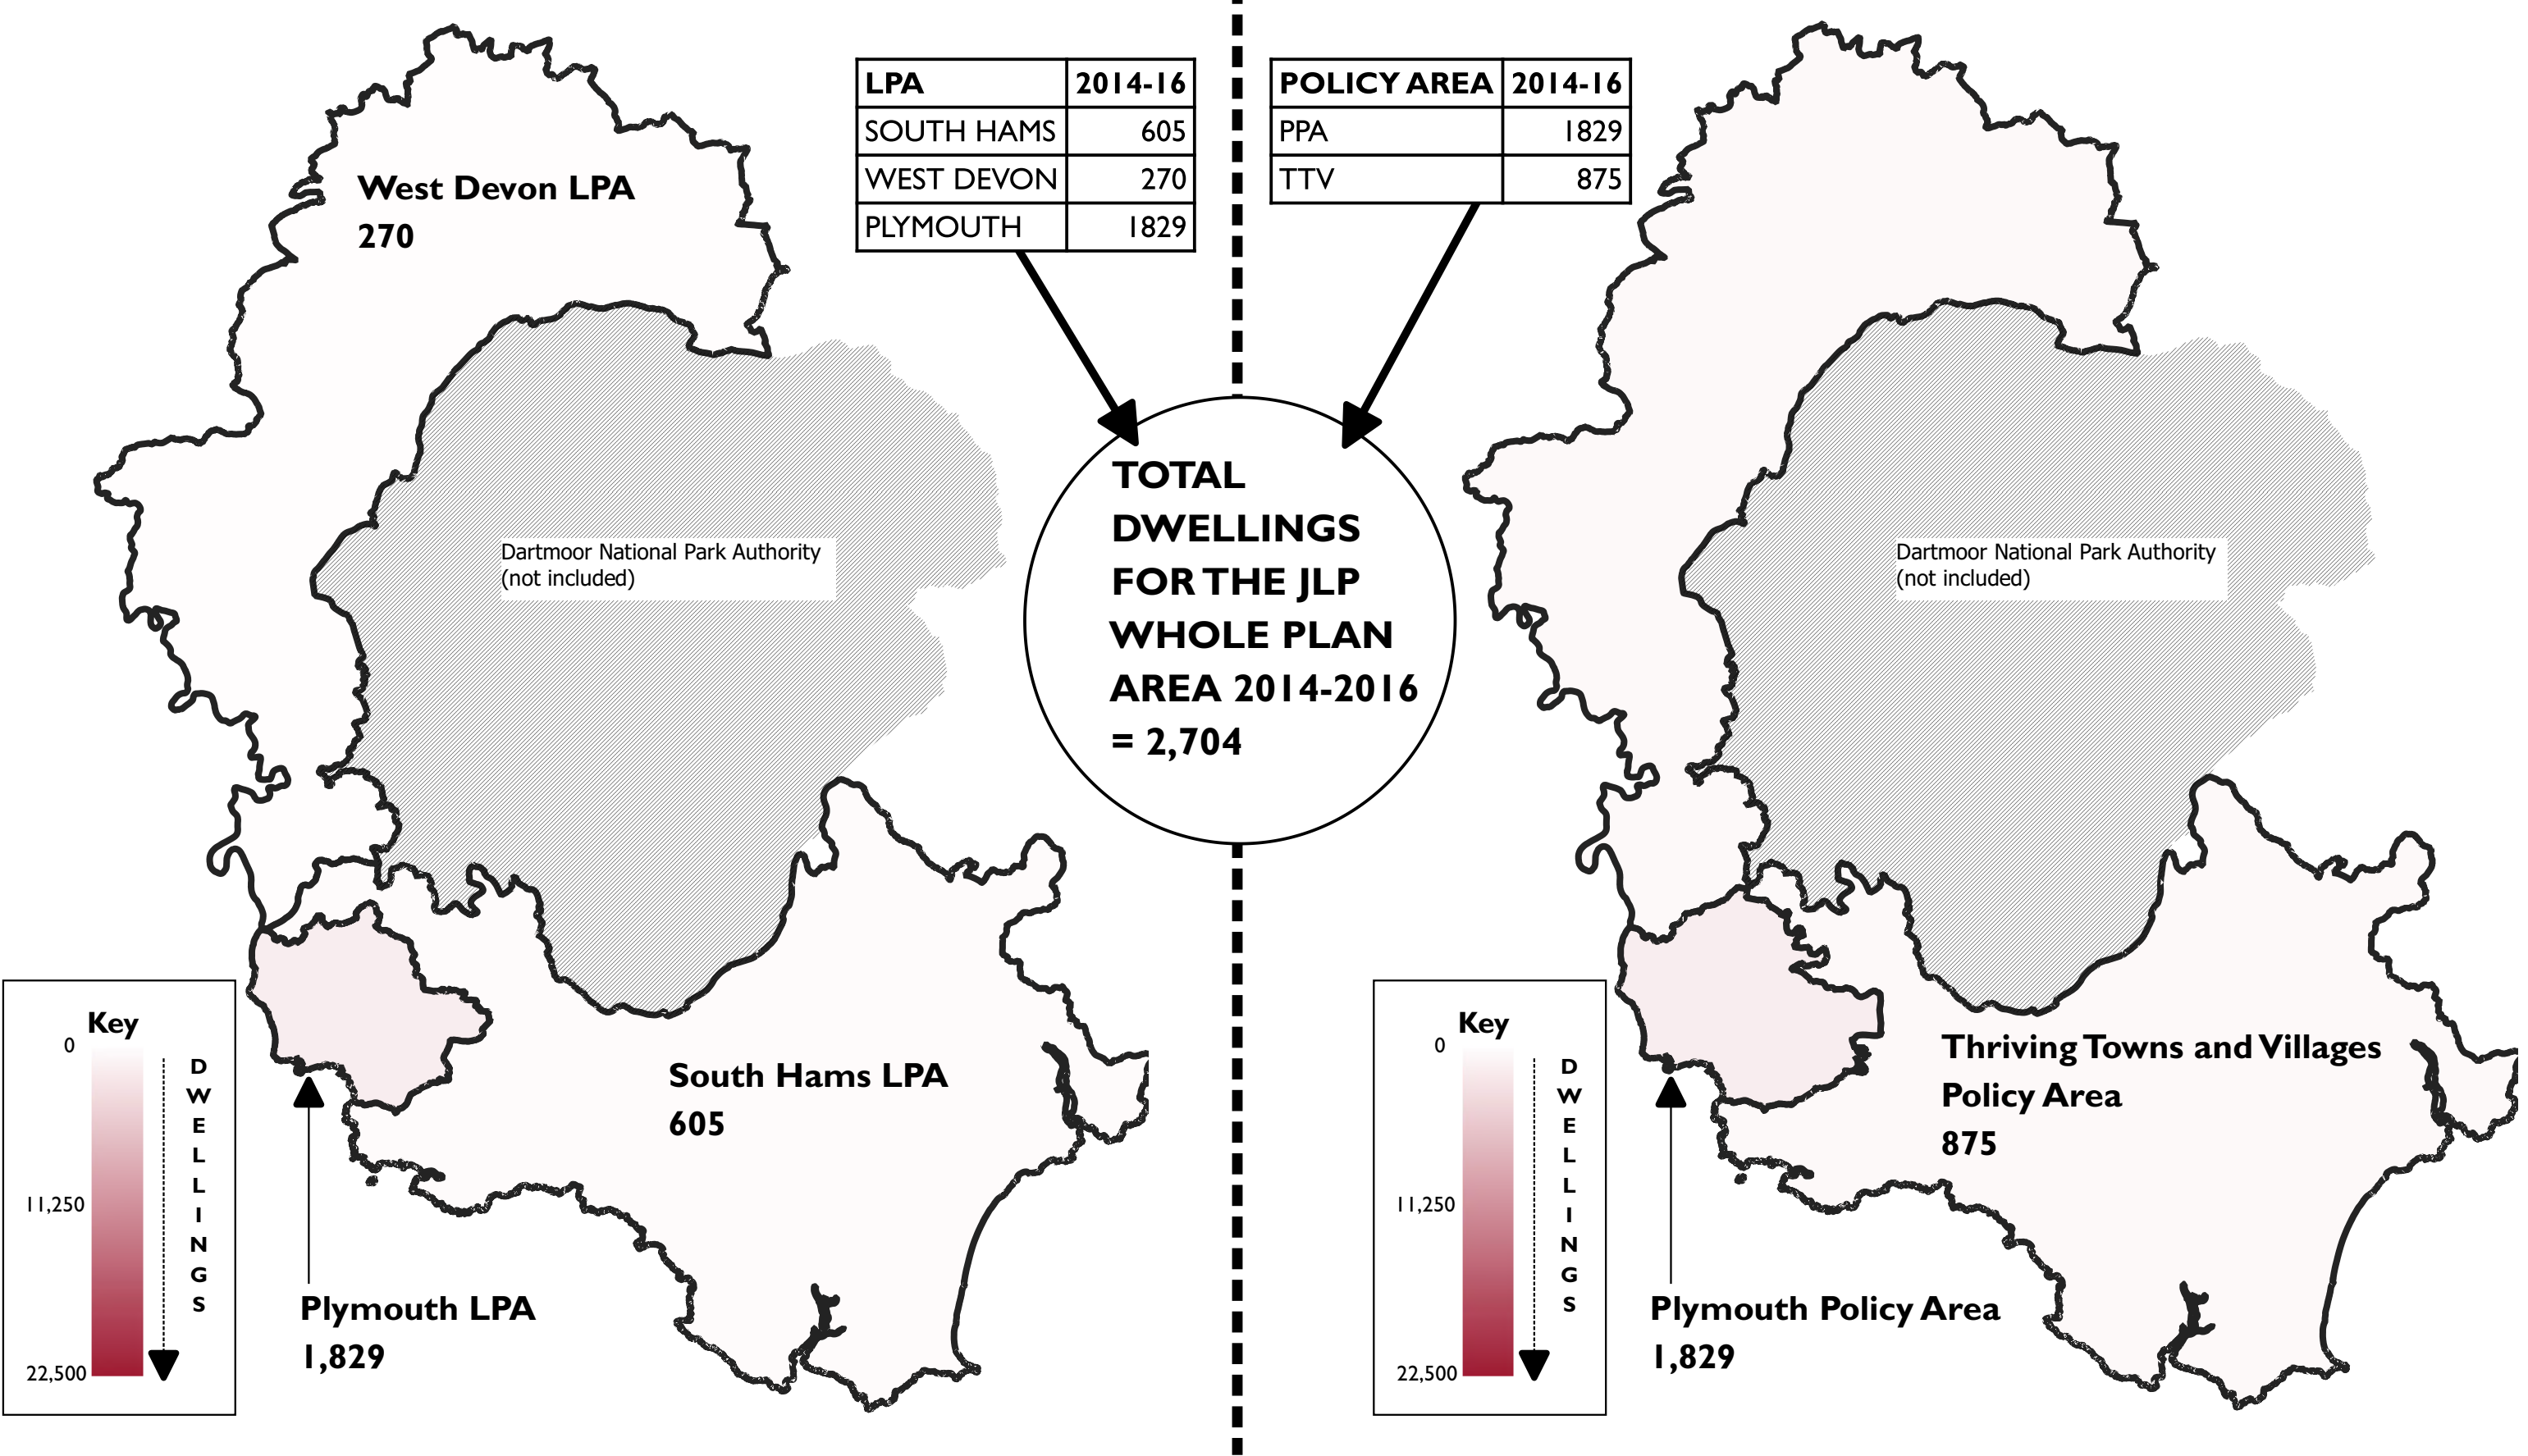 LPA 2014-16
SOUTH HAMS 605
WEST DEVON 270
PLYMOUTH 1829
POLICY AREA 2014-16
PPA 1829
TTV 875
West Devon LPA
270
Dartmoor National Park Authority
(not included)
TOTAL
DWELLINGS
FOR THE JLP
WHOLE PLAN
AREA 2014-2016
= 2,704
Dartmoor National Park Authority
(not included)
South Hams LPA
605
Key
0
11,250
22,500
DWELLINGS
Plymouth LPA
1,829
Thriving Towns and Villages
Policy Area
875
Key
0
11,250
22,500
DWELLINGS
Plymouth Policy Area
1,829